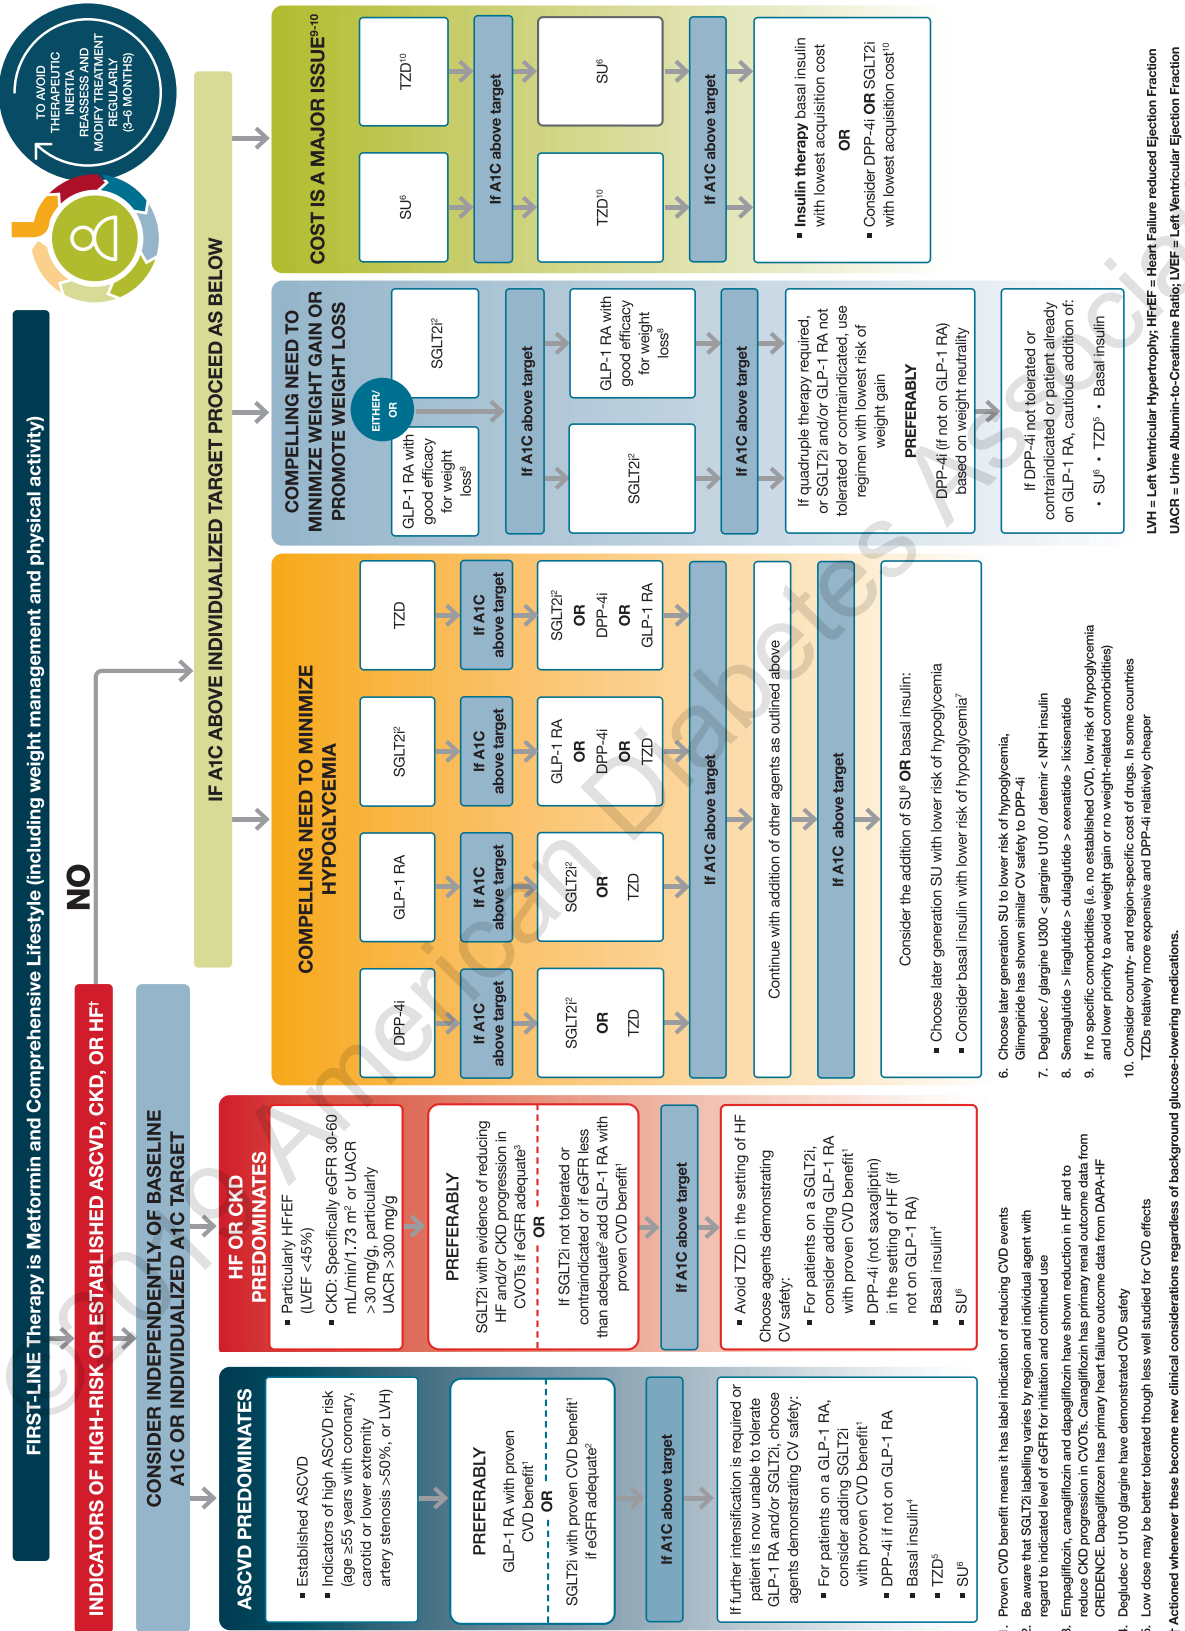 FIRST-LINE Therapy is Metformin and Comprehensive Lifestyle (including weight management and physical activity)
TO AVOID
THERAPEUTIC
INERTIA
REASSESS AND
MODIFY TREATMENT
REGULARLY
(3–6 MONTHS)
INDICATORS OF HIGH-RISK OR ESTABLISHED ASCVD, CKD, OR HF†
NO
CONSIDER INDEPENDENTLY OF BASELINE
A1C OR INDIVIDUALIZED A1C TARGET
IF A1C ABOVE INDIVIDUALIZED TARGET PROCEED AS BELOW
ASCVD PREDOMINATES
▪ Established ASCVD
▪ Indicators of high ASCVD risk
(age ≥55 years with coronary,
carotid or lower extremity
artery stenosis >50%, or LVH)
PREFERABLY
GLP-1 RA with proven
CVD benefit¹
OR
SGLT2i with proven CVD benefit¹
if eGFR adequate²
If A1C above target
If further intensification is required or
patient is now unable to tolerate
GLP-1 RA and/or SGLT2i, choose
agents demonstrating CV safety:
▪ For patients on a GLP-1 RA,
consider adding SGLT2i
with proven CVD benefit¹
▪ DPP-4i if not on GLP-1 RA
▪ Basal insulin⁴
▪ TZD⁵
▪ SU⁶
HF OR CKD
PREDOMINATES
▪ Particularly HFrEF
(LVEF <45%)
▪ CKD: Specifically eGFR 30-60
mL/min/1.73 m² or UACR
>30 mg/g, particularly
UACR >300 mg/g
PREFERABLY
SGLT2i with evidence of reducing
HF and/or CKD progression in
CVOTs if eGFR adequate³
OR
If SGLT2i not tolerated or
contraindicated or if eGFR less
than adequate² add GLP-1 RA with
proven CVD benefit¹
If A1C above target
▪ Avoid TZD in the setting of HF
Choose agents demonstrating
CV safety:
▪ For patients on a SGLT2i,
consider adding GLP-1 RA
with proven CVD benefit¹
▪ DPP-4i (not saxagliptin)
in the setting of HF (if
not on GLP-1 RA)
▪ Basal insulin⁴
▪ SU⁶
COMPELLING NEED TO MINIMIZE
HYPOGLYCEMIA
DPP-4i
If A1C
above target
SGLT2i²
OR
TZD
GLP-1 RA
If A1C
above target
SGLT2i²
OR
TZD
SGLT2i²
If A1C
above target
GLP-1 RA
OR
DPP-4i
OR
TZD
TZD
If A1C
above target
SGLT2i²
OR
DPP-4i
OR
GLP-1 RA
If A1C above target
Continue with addition of other agents as outlined above
If A1C above target
Consider the addition of SU⁶ OR basal insulin:
▪ Choose later generation SU with lower risk of hypoglycemia
▪ Consider basal insulin with lower risk of hypoglycemia⁷
COMPELLING NEED TO
MINIMIZE WEIGHT GAIN OR
PROMOTE WEIGHT LOSS
GLP-1 RA with
good efficacy
for weight
loss⁸
EITHER/
OR
SGLT2i²
If A1C above target
SGLT2i²
GLP-1 RA with
good efficacy
for weight
loss⁸
If A1C above target
If quadruple therapy required,
or SGLT2i and/or GLP-1 RA not
tolerated or contraindicated, use
regimen with lowest risk of
weight gain
PREFERABLY
DPP-4i (if not on GLP-1 RA)
based on weight neutrality
If DPP-4i not tolerated or
contraindicated or patient already
on GLP-1 RA, cautious addition of:
• SU⁶ • TZD⁵ • Basal insulin
COST IS A MAJOR ISSUE⁹⁻¹⁰
SU⁶
TZD¹⁰
If A1C above target
TZD¹⁰
SU⁶
If A1C above target
▪ Insulin therapy basal insulin
with lowest acquisition cost
OR
▪ Consider DPP-4i OR SGLT2i
with lowest acquisition cost¹⁰
1. Proven CVD benefit means it has label indication of reducing CVD events
2. Be aware that SGLT2i labelling varies by region and individual agent with
regard to indicated level of eGFR for initiation and continued use
3. Empagliflozin, canagliflozin and dapagliflozin have shown reduction in HF and to
reduce CKD progression in CVOTs. Canagliflozin has primary renal outcome data from
CREDENCE. Dapagliflozen has primary heart failure outcome data from DAPA-HF
4. Degludec or U100 glargine have demonstrated CVD safety
5. Low dose may be better tolerated though less well studied for CVD effects
6. Choose later generation SU to lower risk of hypoglycemia,
Glimepiride has shown similar CV safety to DPP-4i
7. Degludec / glargine U300 < glargine U100 / detemir < NPH insulin
8. Semaglutide > liraglutide > dulaglutide > exenatide > lixisenatide
9. If no specific comorbidities (i.e. no established CVD, low risk of hypoglycemia
and lower priority to avoid weight gain or no weight-related comorbidities)
10. Consider country- and region-specific cost of drugs. In some countries
TZDs relatively more expensive and DPP-4i relatively cheaper
† Actioned whenever these become new clinical considerations regardless of background glucose-lowering medications.
LVH = Left Ventricular Hypertrophy; HFrEF = Heart Failure reduced Ejection Fraction
UACR = Urine Albumin-to-Creatinine Ratio; LVEF = Left Ventricular Ejection Fraction
American Diabetes